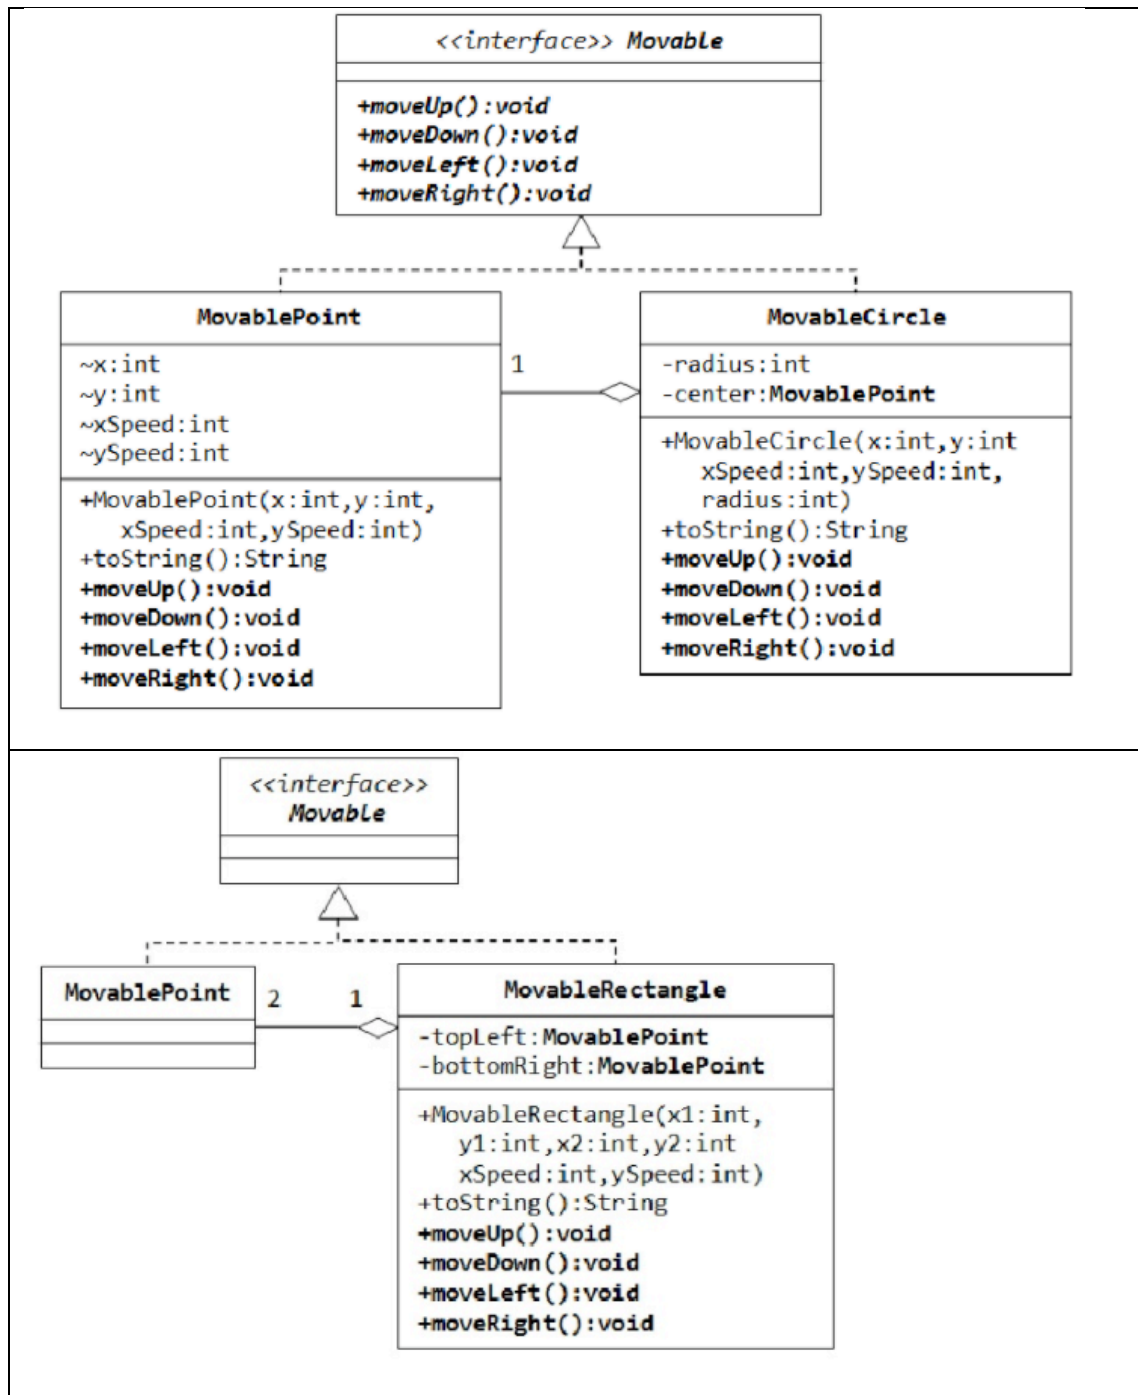 <<interface>> Movable
+moveUp():void
+moveDown():void
+moveLeft():void
+moveRight():void
MovablePoint
~x:int
~y:int
~xSpeed:int
~ySpeed:int
+MovablePoint(x:int,y:int,
xSpeed:int,ySpeed:int)
+toString():String
+moveUp():void
+moveDown():void
+moveLeft():void
+moveRight():void
1
MovableCircle
-radius:int
-center:MovablePoint
+MovableCircle(x:int,y:int
xSpeed:int,ySpeed:int,
radius:int)
+toString():String
+moveUp():void
+moveDown():void
+moveLeft():void
+moveRight():void
<<interface>>
Movable
MovablePoint
2 1
MovableRectangle
-topLeft:MovablePoint
-bottomRight:MovablePoint
+MovableRectangle(x1:int,
y1:int,x2:int,y2:int
xSpeed:int,ySpeed:int)
+toString():String
+moveUp():void
+moveDown():void
+moveLeft():void
+moveRight():void